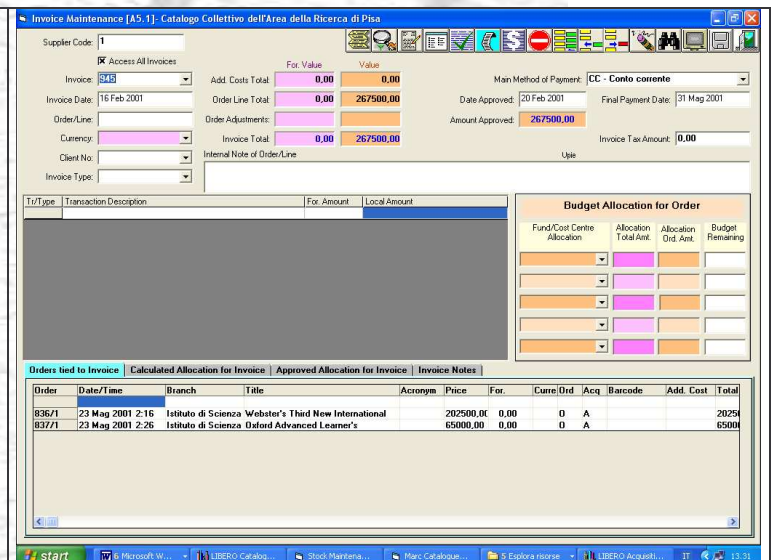 Invoice Maintenance [A5.1]- Catalogo Collettivo dell'Area della Ricerca di Pisa
Supplier Code: 1
Access All Invoices
For. Value Value
Invoice: 945 Add. Costs Total: 0,00 0,00 Main Method of Payment: CC - Conto corrente
Invoice Date: 16 Feb 2001 Order Line Total: 0,00 267500,00 Date Approved: 20 Feb 2001 Final Payment Date: 31 Mag 2001
Order/Line: Order Adjustments: Amount Approved: 267500,00
Currency: Invoice Total: 0,00 267500,00 Invoice Tax Amount: 0,00
Client No: Internal Note of Order/Line Upie
Invoice Type:
Tr/Type Transaction Description For. Amount Local Amount
Budget Allocation for Order
Fund/Cost Centre Allocation Allocation Total Amt. Allocation Ord. Amt. Budget Remaining
Orders tied to Invoice Calculated Allocation for Invoice Approved Allocation for Invoice Invoice Notes
Order Date/Time Branch Title Acronym Price For. Curre Ord Acq Barcode Add. Cost Total
836/1 23 Mag 2001 2:16 Istituto di Scienza Webster's Third New International 202500,0( 0,00 O A 2025(
837/1 23 Mag 2001 2:26 Istituto di Scienza Oxford Advanced Learner's 65000,00 0,00 O A 6500(
start 6 Microsoft W... LIBERO Catalog... Stock Maintena... Marc Catalogue... 5 Esplora risorse LIBERO Acquisiti... IT 13.31